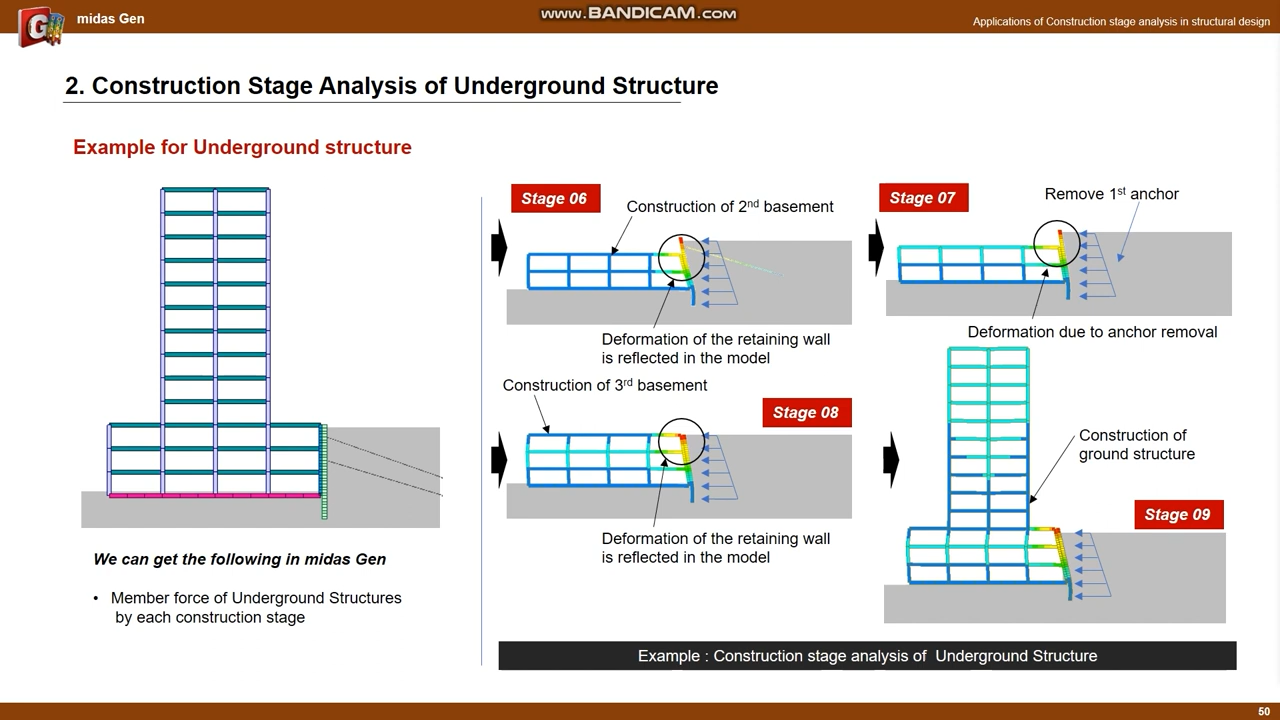 midas Gen
www.BANDICAM.com
Applications of Construction stage analysis in structural design
2. Construction Stage Analysis of Underground Structure
Example for Underground structure
We can get the following in midas Gen
• Member force of Underground Structures
by each construction stage
Stage 06
Construction of 2nd basement
Deformation of the retaining wall
is reflected in the model
Stage 07
Remove 1st anchor
Deformation due to anchor removal
Construction of 3rd basement
Stage 08
Deformation of the retaining wall
is reflected in the model
Construction of
ground structure
Stage 09
Example : Construction stage analysis of Underground Structure
50